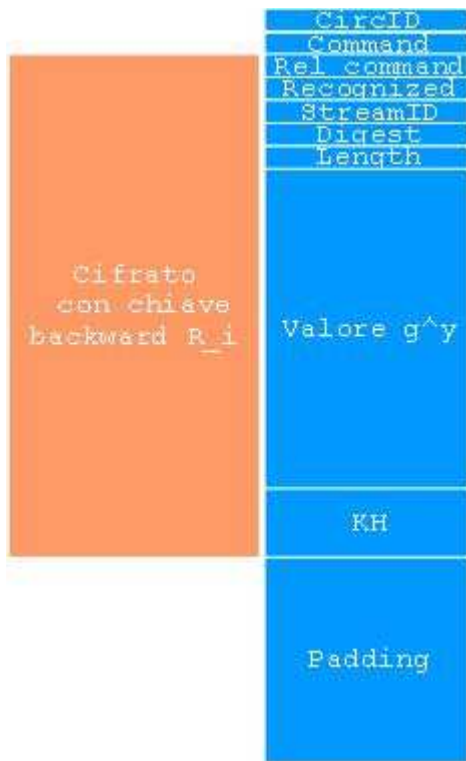 CircID
Command
Rel command
Recognized
StreamID
Digest
Length
Cifrato
con chiave
backward R_i
Valore g^y
KH
Padding